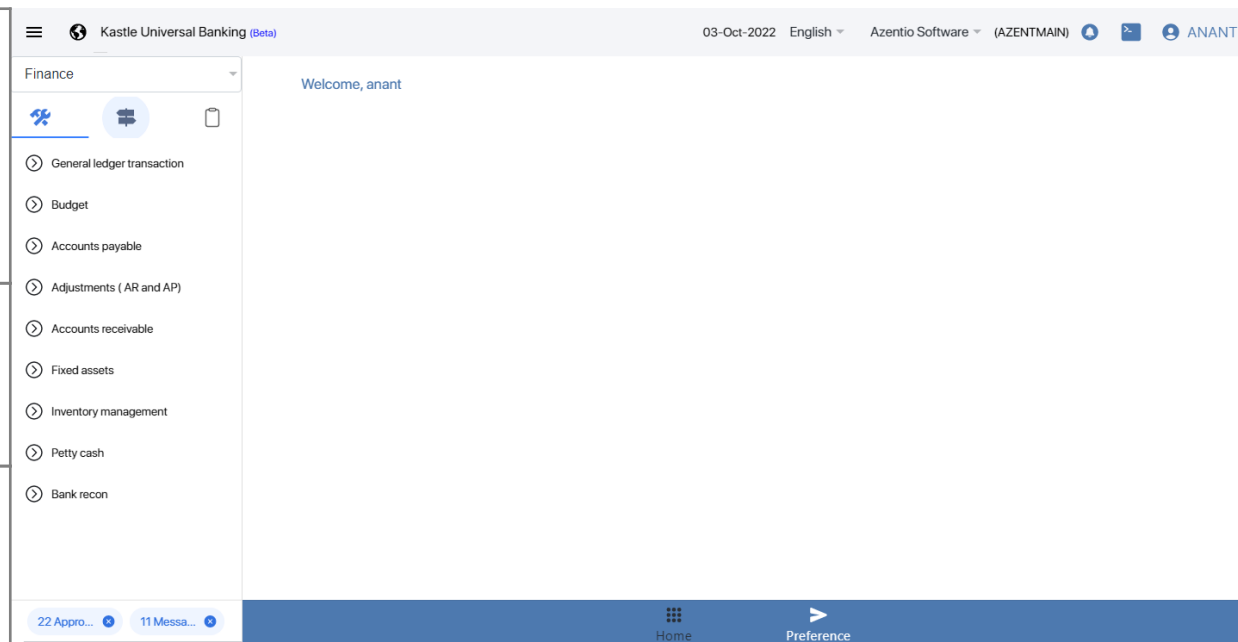 Kastle Universal Banking (Beta) 03-Oct-2022 English Azentio Software (AZENTMAIN) ANANT
Finance
Welcome, anant
General ledger transaction
Budget
Accounts payable
Adjustments ( AR and AP)
Accounts receivable
Fixed assets
Inventory management
Petty cash
Bank recon
22 Appro... 11 Messa...
Home Preference